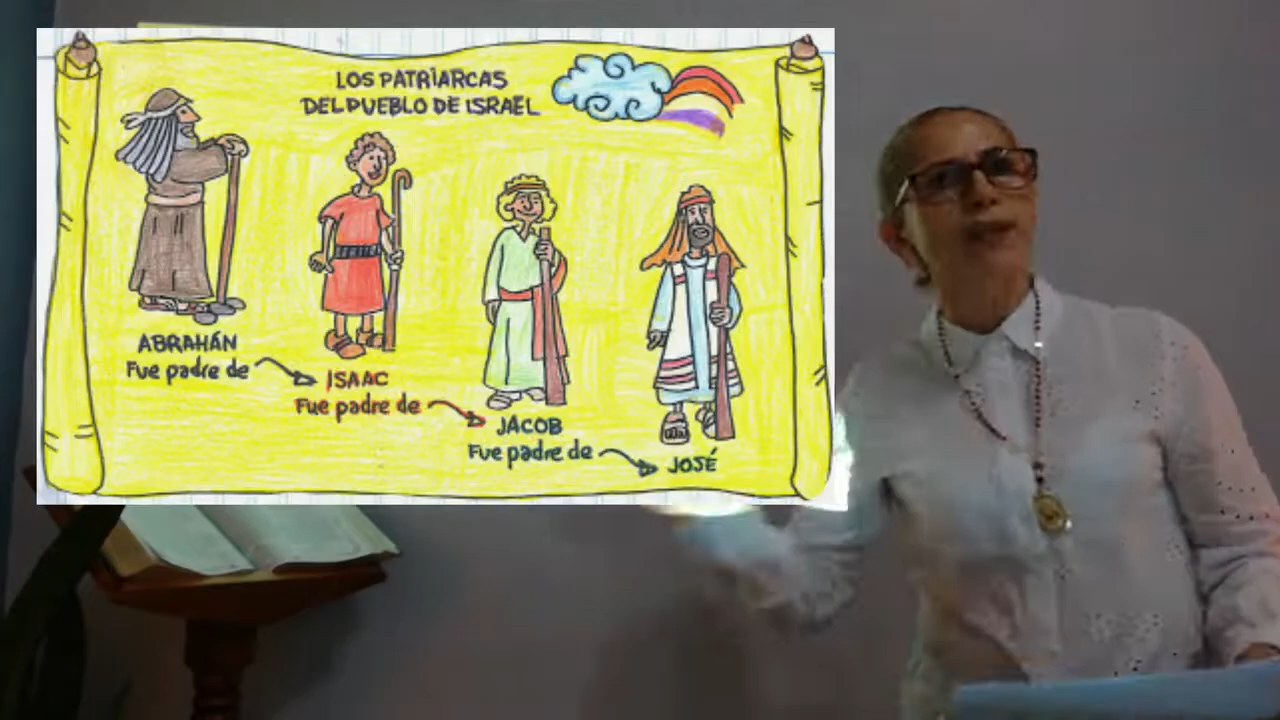 LOS PATRIARCAS
DEL PUEBLO DE ISRAEL
ABRAHÁN
Fue padre de
ISAAC
Fue padre de
JACOB
Fue padre de
JOSÉ